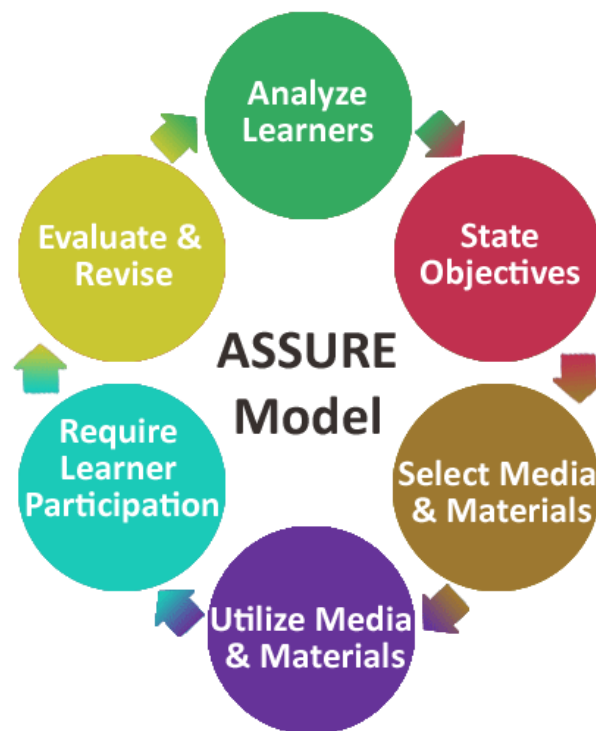 Analyze
Learners
State
Objectives
Select Media
& Materials
Utilize Media
& Materials
Require
Learner
Participation
Evaluate &
Revise
ASSURE
Model